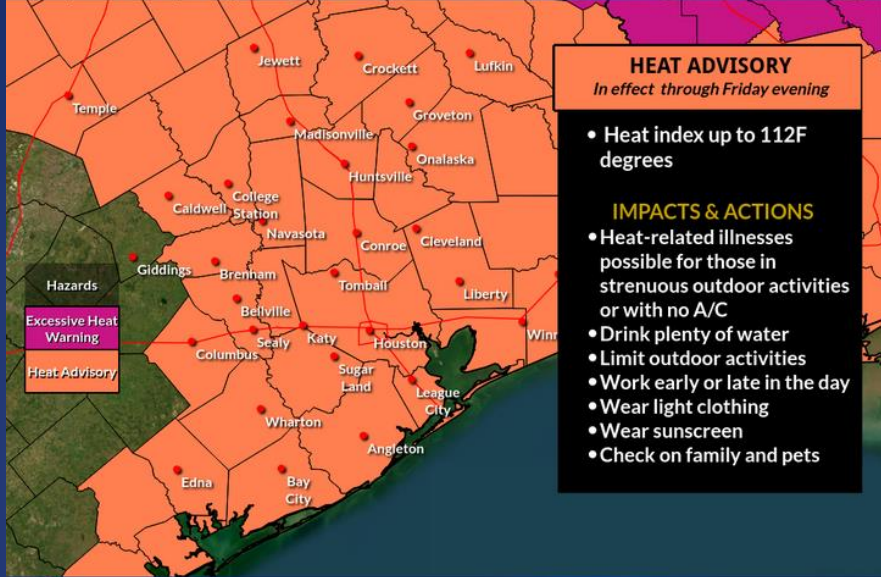 HEAT ADVISORY
In effect through Friday evening
• Heat index up to 112F
degrees
IMPACTS & ACTIONS
•Heat-related illnesses
possible for those in
strenuous outdoor activities
or with no A/C
•Drink plenty of water
•Limit outdoor activities
•Work early or late in the day
•Wear light clothing
•Wear sunscreen
•Check on family and pets
Jewett
Crockett
Lufkin
Temple
Groveton
Madisonville
Onalaska
Huntsville
College
Station
Caldwell
Navasota
Conroe
Cleveland
Giddings
Brenham
Tomball
Liberty
Bellville
Winn
Sealy
Katy
Houston
Columbus
Sugar
Land
League
City
Wharton
Angleton
Edna
Bay
City
Hazards
Excessive Heat
Warning
Heat Advisory